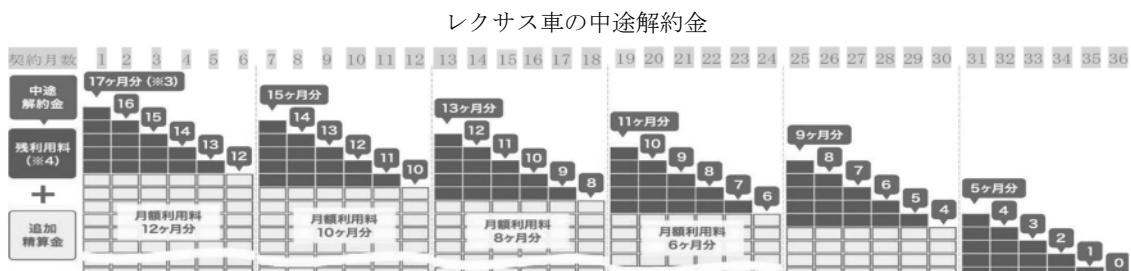 レクサス車の中途解約金
契約月数 1 2 3 4 5 6 7 8 9 10 11 12 13 14 15 16 17 18 19 20 21 22 23 24 25 26 27 28 29 30 31 32 33 34 35 36
中途
解約金
17ヶ月分(※3) 16 15 14 13 12
15ヶ月分 14 13 12 11 10
13ヶ月分 12 11 10 9 8
11ヶ月分 10 9 8 7 6
9ヶ月分 8 7 6 5 4
5ヶ月分 4 3 2 1 0
残利用料
(※4)
+
追加
精算金
月額利用料
12ヶ月分
月額利用料
10ヶ月分
月額利用料
8ヶ月分
月額利用料
6ヶ月分